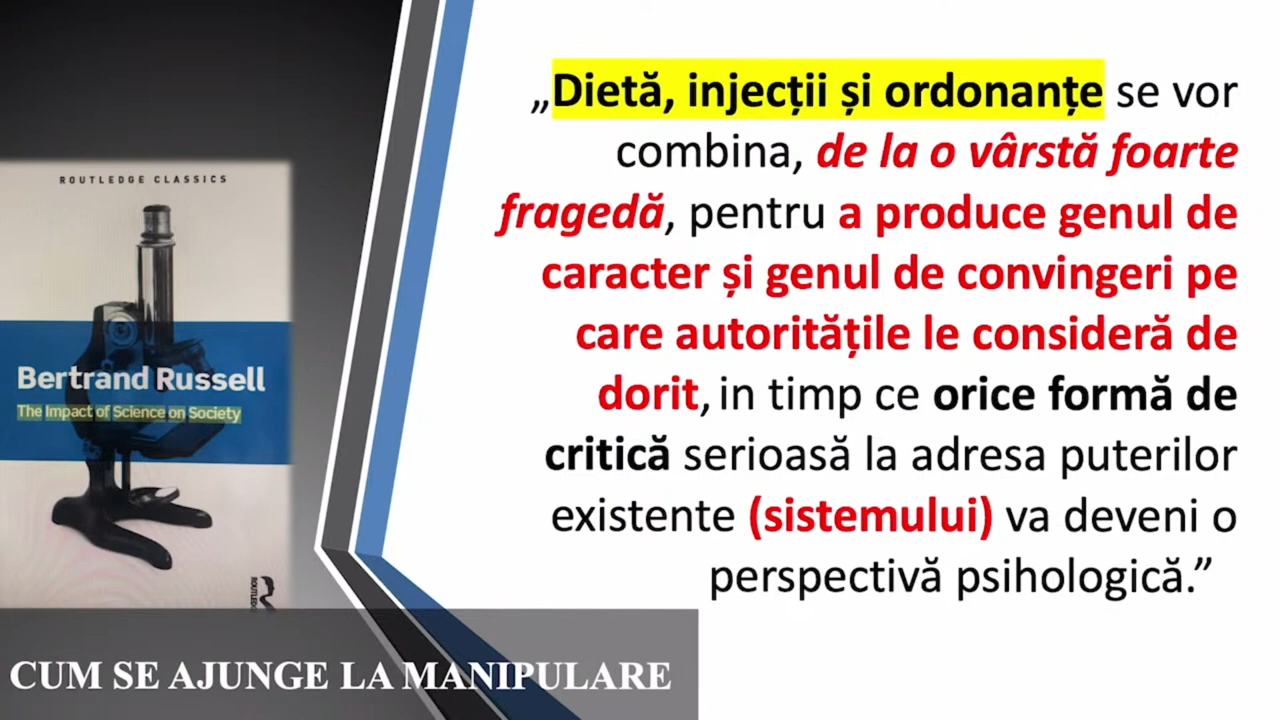 „Dietă, injecții și ordonanțe se vor
combina, de la o vârstă foarte
fragedă, pentru a produce genul de
caracter și genul de convingeri pe
care autoritățile le consideră de
dorit, in timp ce orice formă de
critică serioasă la adresa puterilor
existente (sistemului) va deveni o
perspectivă psihologică.”
ROUTLEDGE CLASSICS
Bertrand Russell
The Impact of Science on Society
CUM SE AJUNGE LA MANIPULARE